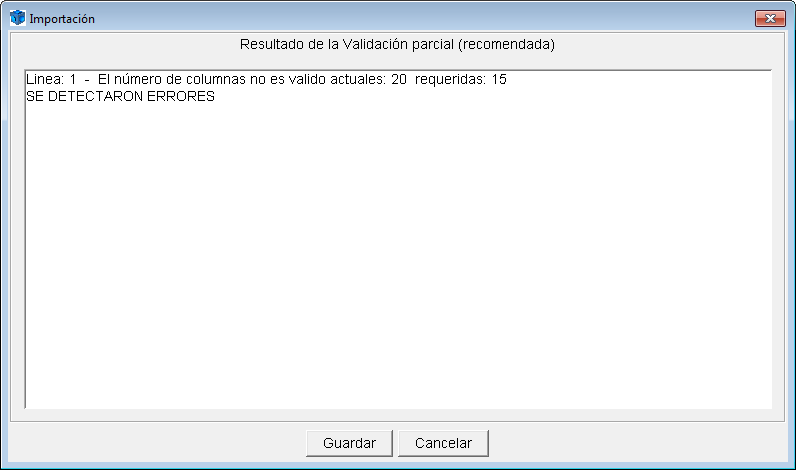 Importación
Resultado de la Validación parcial (recomendada)
Linea: 1 - El número de columnas no es valido actuales: 20 requeridas: 15
SE DETECTARON ERRORES
Guardar
Cancelar